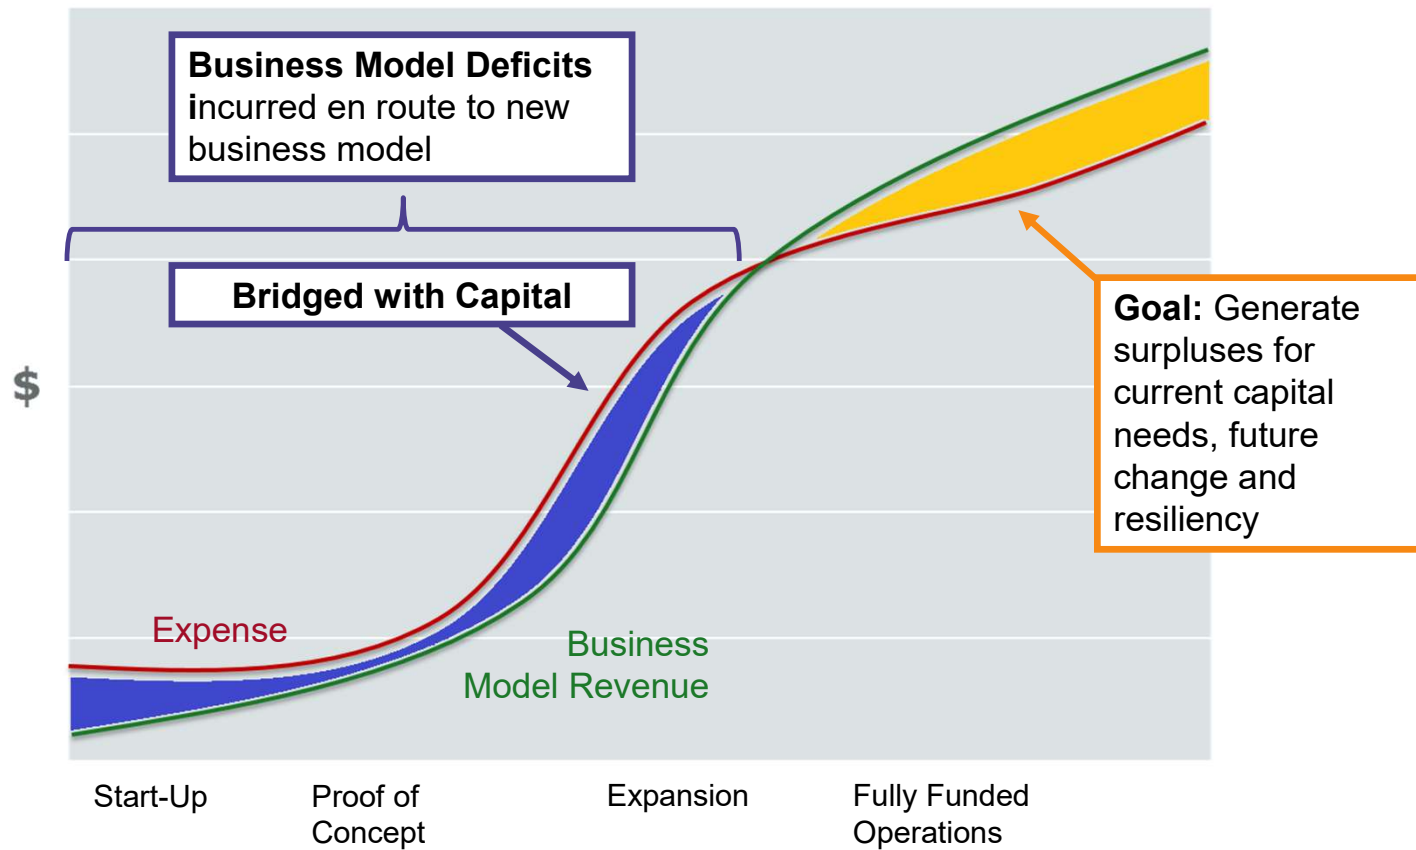 Business Model Deficits
incurred en route to new
business model
Bridged with Capital
$
Goal: Generate
surpluses for
current capital
needs, future
change and
resiliency
Expense
Business
Model Revenue
Start-Up
Proof of
Concept
Expansion
Fully Funded
Operations